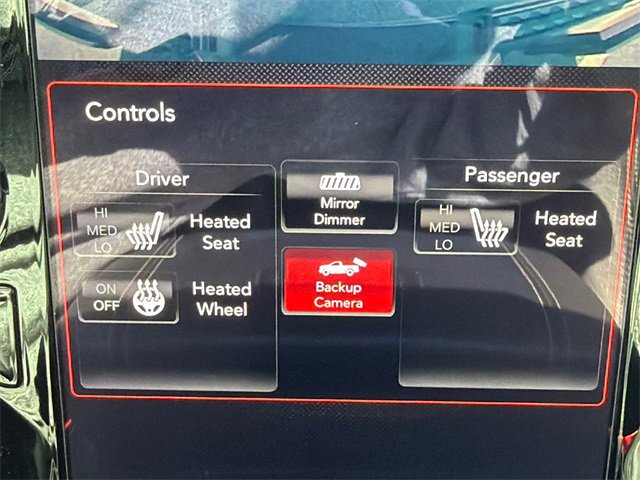 Controls
Driver
HI
MED
LO
Heated
Seat
ON
OFF
Heated
Wheel
Mirror
Dimmer
Backup
Camera
Passenger
HI
MED
LO
Heated
Seat